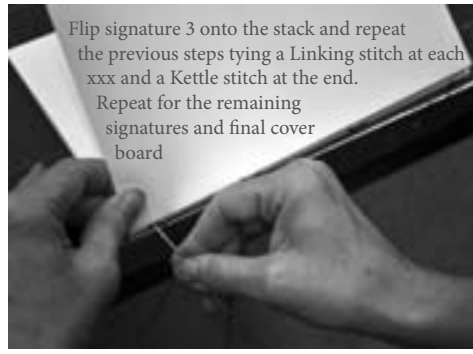 Flip signature 3 onto the stack and repeat
the previous steps tying a Linking stitch at each
xxx and a Kettle stitch at the end.
Repeat for the remaining
signatures and final cover
board